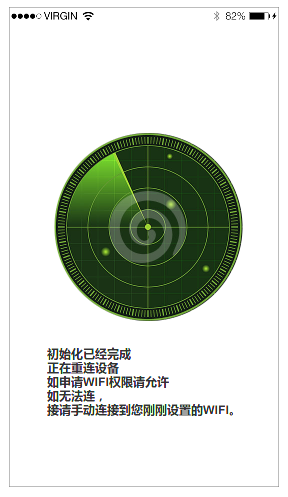 VIRGIN 82%
初始化已经完成
正在重连设备
如申请WIFI权限请允许
如无法连，
接请手动连接到您刚刚设置的WIFI。